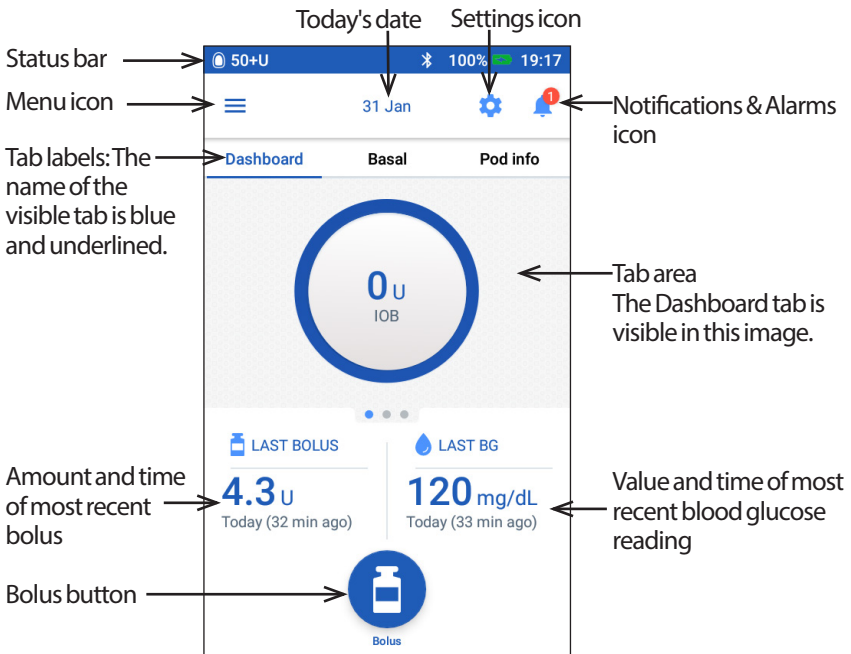 Today's date
Settings icon
Status bar
50+U
100%
19:17
Menu icon
31 Jan
1
Notifications & Alarms
icon
Tab labels: The
name of the
visible tab is blue
and underlined.
Dashboard
Basal
Pod info
0 U
IOB
Tab area
The Dashboard tab is
visible in this image.
LAST BOLUS
LAST BG
Amount and time
of most recent
bolus
4.3 U
Today (32 min ago)
120 mg/dL
Today (33 min ago)
Value and time of most
recent blood glucose
reading
Bolus button
Bolus